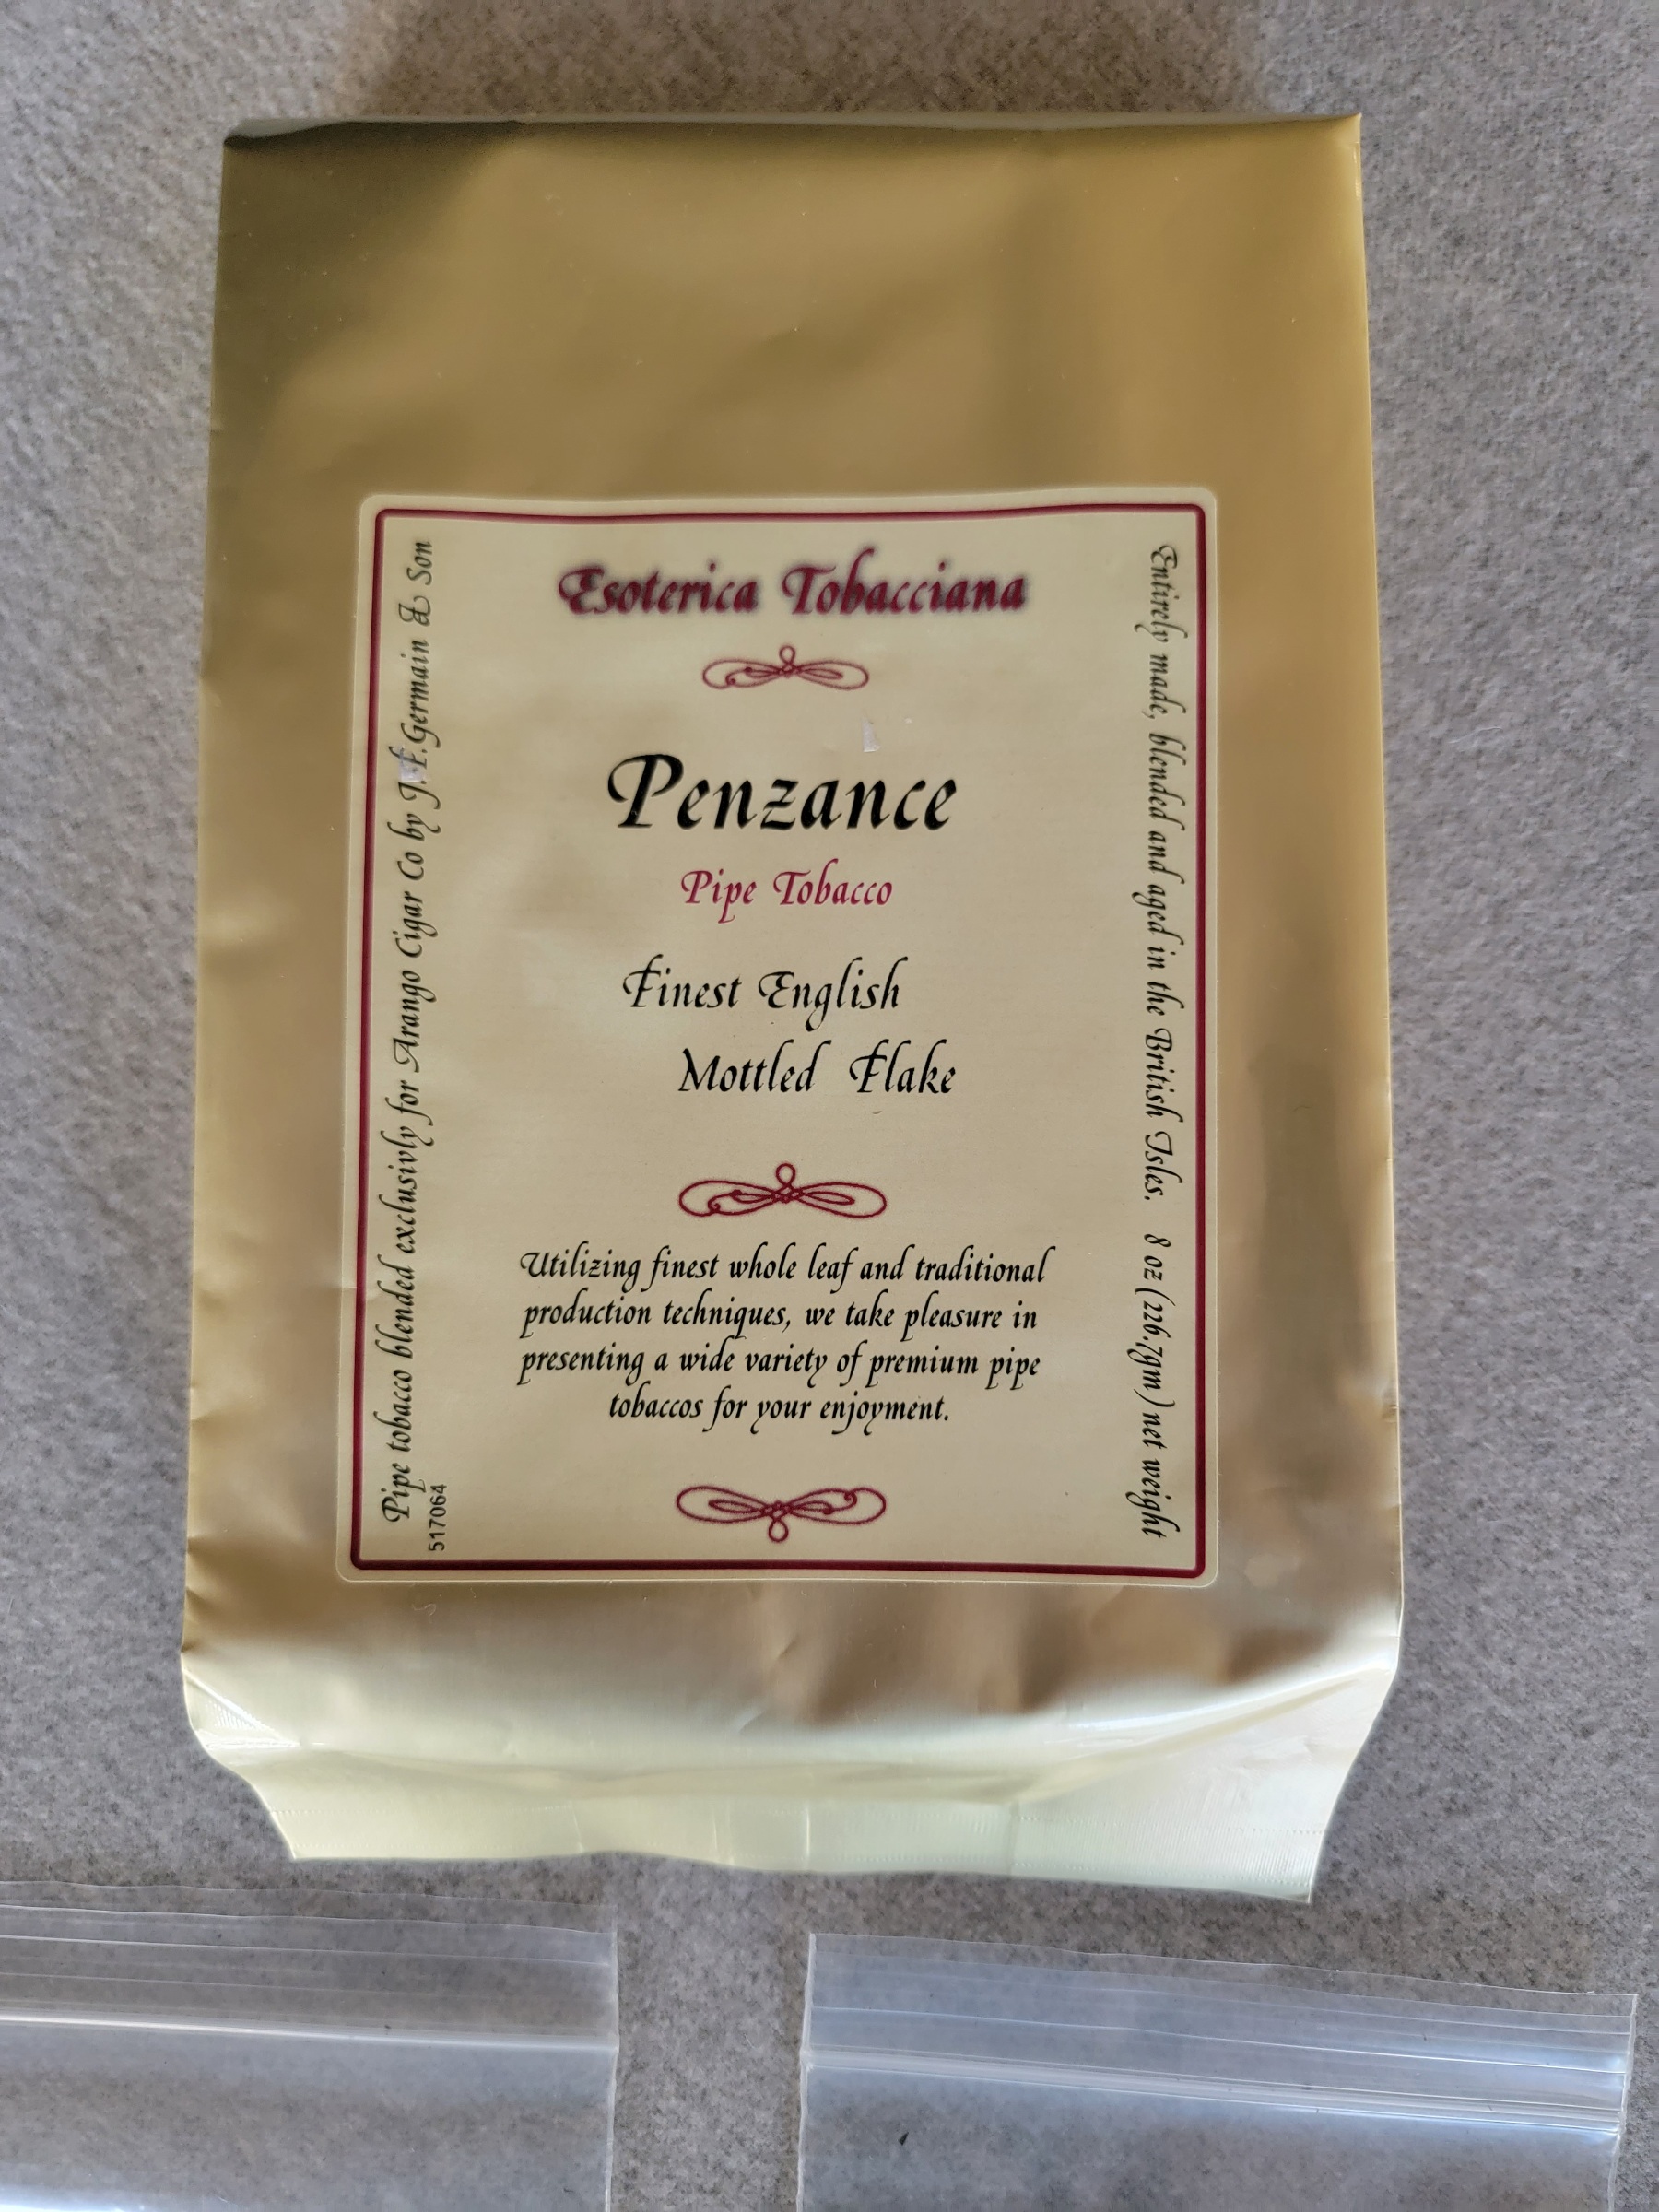 Esoterica Tobacciana
Penzance
Pipe Tobacco
Finest English
Mottled Flake
Utilizing finest whole leaf and traditional
production techniques, we take pleasure in
presenting a wide variety of premium pipe
tobaccos for your enjoyment.
Pipe tobacco blended exclusivly for Arango Cigar Co by J.F.Germain & Son
517064
Entirely made, blended and aged in the British Isles. 8 oz (226.7gm) net weight